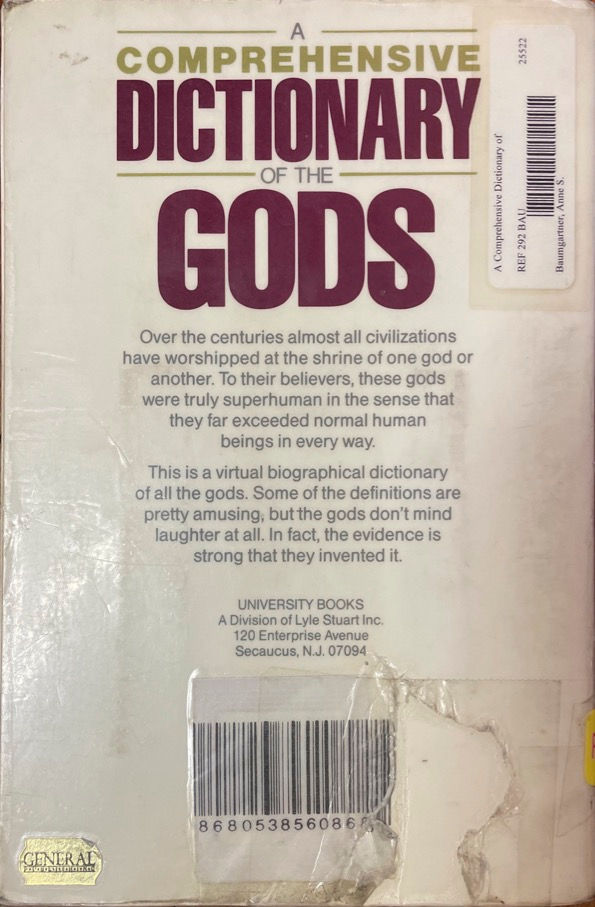 A
COMPREHENSIVE
DICTIONARY
OF THE
GODS
25522
A Comprehensive Dictionary of
REF 292 BAU
Baumgartner, Anne S.
Over the centuries almost all civilizations
have worshipped at the shrine of one god or
another. To their believers, these gods
were truly superhuman in the sense that
they far exceeded normal human
beings in every way.
This is a virtual biographical dictionary
of all the gods. Some of the definitions are
pretty amusing, but the gods don't mind
laughter at all. In fact, the evidence is
strong that they invented it.
UNIVERSITY BOOKS
A Division of Lyle Stuart Inc.
120 Enterprise Avenue
Secaucus, N.J. 07094
868053856086
GENERAL